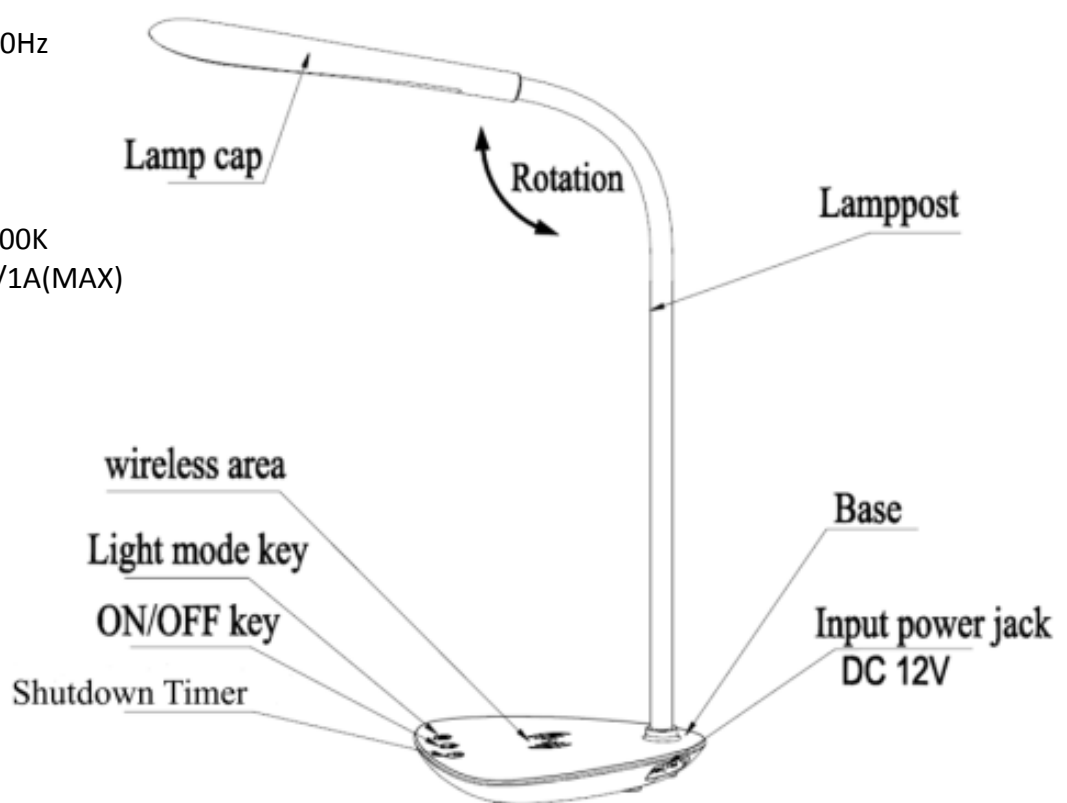 0Hz
Lamp cap
Rotation
Lamppost
00K
/1A(MAX)
wireless area
Light mode key
Base
ON/OFF key
Input power jack
DC 12V
Shutdown Timer